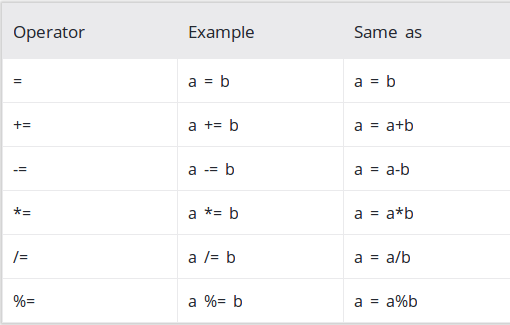 Operator Example Same as
= a = b a = b
+= a += b a = a+b
-= a -= b a = a-b
*= a *= b a = a*b
/= a /= b a = a/b
%= a %= b a = a%b